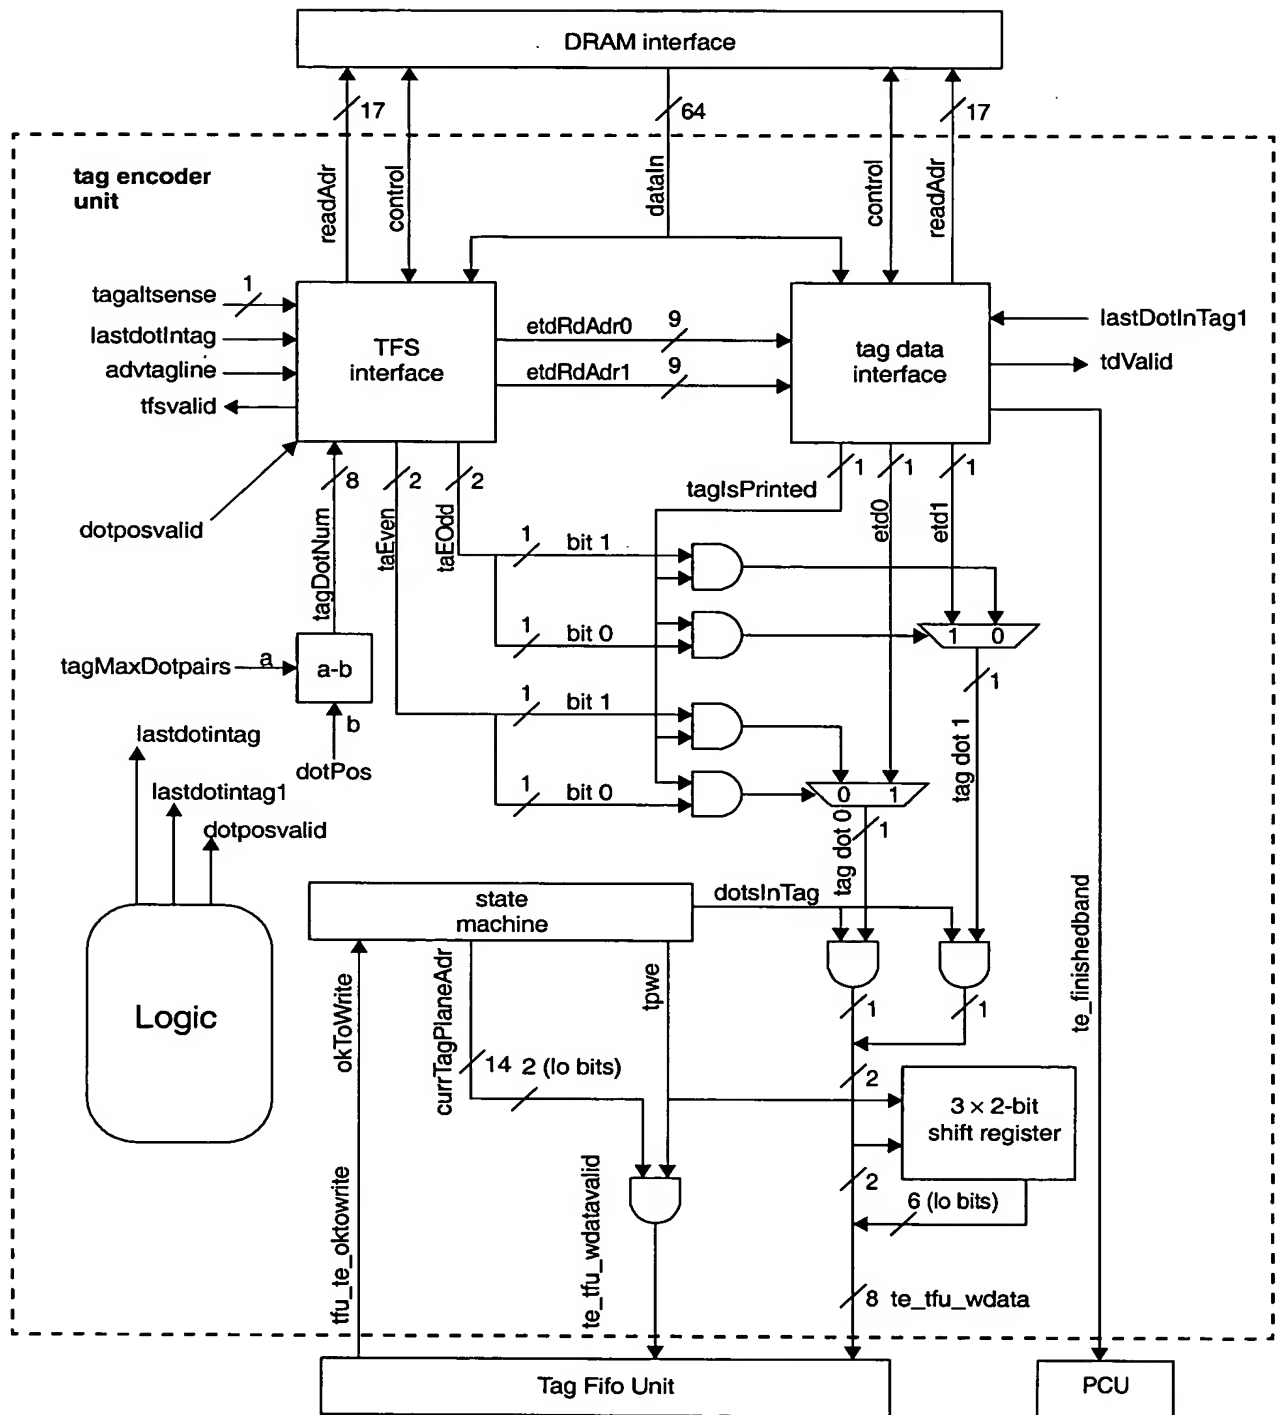 DRAM interface
17
64
17
tag encoder
unit
readAdr
control
dataIn
control
readAdr
tagaltsense
1
lastdotintag
advtagline
tfsvalid
TFS
interface
etdRdAdr0
9
etdRdAdr1
9
tag data
interface
lastDotInTag1
tdValid
dotposvalid
8
2
2
tagDotNum
taEven
taEOdd
tagIsPrinted
1
1
1
etd0
etd1
1
bit 1
1
bit 0
1 0
1
tagMaxDotpairs
a
a-b
b
dotPos
1
bit 1
1
bit 0
0 1
tag dot 0
1
tag dot 1
lastdotintag
lastdotintag1
dotposvalid
Logic
state
machine
dotsInTag
okToWrite
currTagPlaneAdr
tpwe
14
2 (lo bits)
1
1
2
3 × 2-bit
shift register
2
6 (lo bits)
te_finishedband
tfu_te_oktowrite
te_tfu_wdatavalid
8
te_tfu_wdata
Tag Fifo Unit
PCU